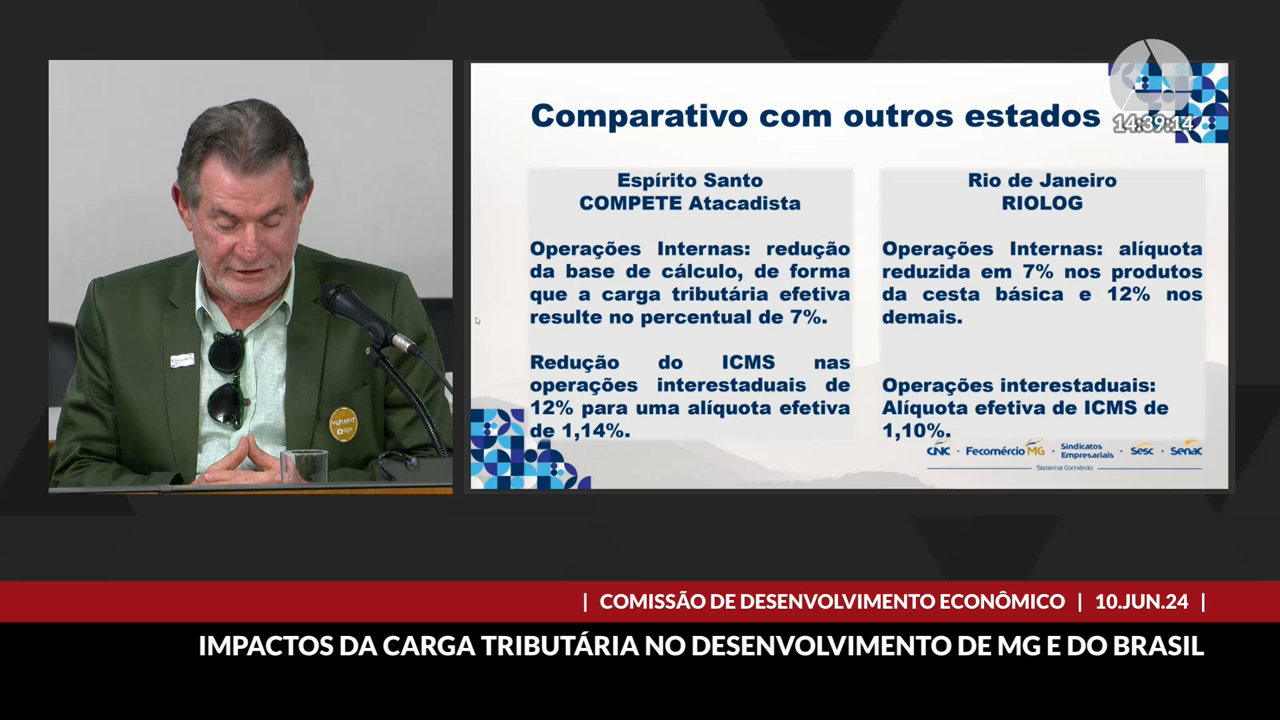 Comparativo com outros estados
14:39:14
Espírito Santo
COMPETE Atacadista
Operações Internas: redução
da base de cálculo, de forma
que a carga tributária efetiva
resulte no percentual de 7%.
Redução do ICMS nas
operações interestaduais de
12% para uma alíquota efetiva
de 1,14%.
Rio de Janeiro
RIOLOG
Operações Internas: alíquota
reduzida em 7% nos produtos
da cesta básica e 12% nos
demais.
Operações interestaduais:
Alíquota efetiva de ICMS de
1,10%.
CNC · Fecomércio MG · Sindicatos Empresariais · Sesc · Senac
Sistema Comércio
| COMISSÃO DE DESENVOLVIMENTO ECONÔMICO | 10.JUN.24 |
IMPACTOS DA CARGA TRIBUTÁRIA NO DESENVOLVIMENTO DE MG E DO BRASIL